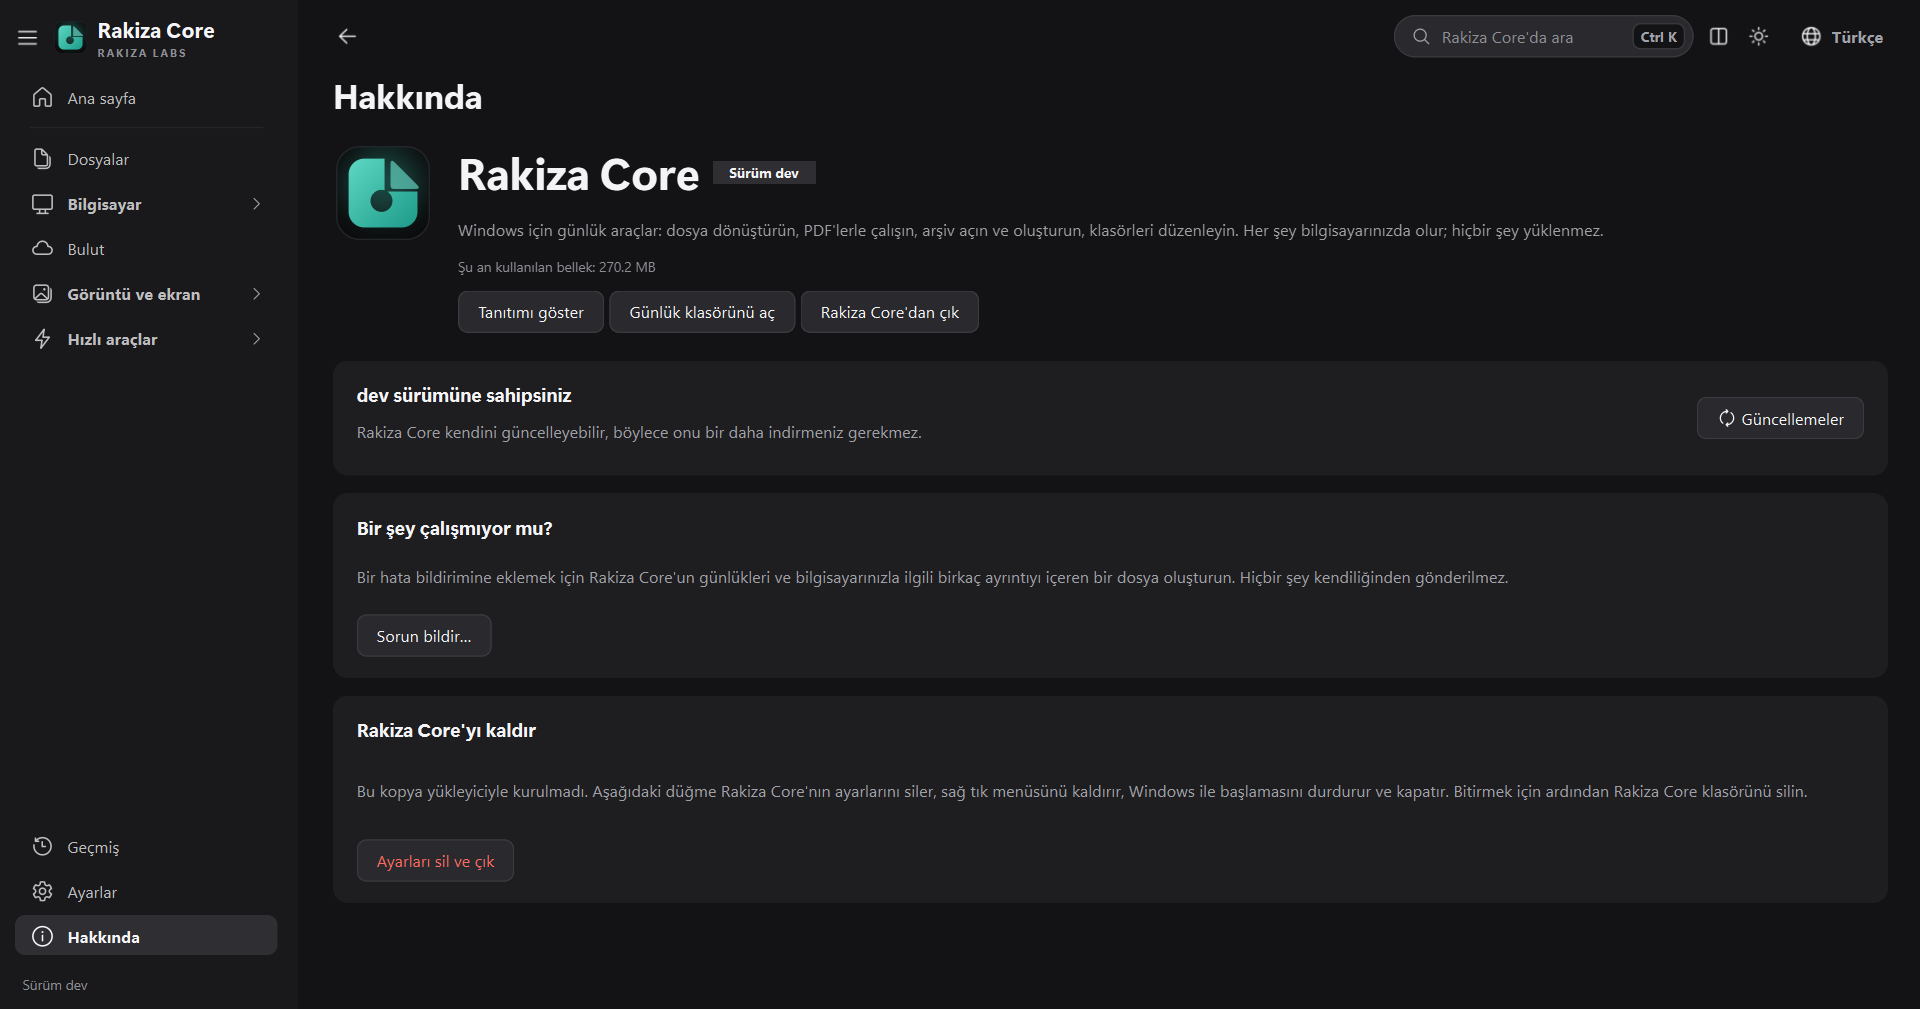 Rakiza Core
RAKIZA LABS
Ana sayfa
Dosyalar
Bilgisayar
Bulut
Görüntü ve ekran
Hızlı araçlar
Geçmiş
Ayarlar
Hakkında
Sürüm dev
Rakiza Core'da ara
Ctrl K
Türkçe
Hakkında
Rakiza Core
Sürüm dev
Windows için günlük araçlar: dosya dönüştürün, PDF'lerle çalışın, arşiv açın ve oluşturun, klasörleri düzenleyin. Her şey bilgisayarınızda olur; hiçbir şey yüklenmez.
Şu an kullanılan bellek: 270.2 MB
Tanıtımı göster
Günlük klasörünü aç
Rakiza Core'dan çık
dev sürümüne sahipsiniz
Rakiza Core kendini güncelleyebilir, böylece onu bir daha indirmeniz gerekmez.
Güncellemeler
Bir şey çalışmıyor mu?
Bir hata bildirimine eklemek için Rakiza Core'un günlükleri ve bilgisayarınızla ilgili birkaç ayrıntıyı içeren bir dosya oluşturun. Hiçbir şey kendiliğinden gönderilmez.
Sorun bildir...
Rakiza Core'yı kaldır
Bu kopya yükleyiciyle kurulmadı. Aşağıdaki düğme Rakiza Core'nın ayarlarını siler, sağ tık menüsünü kaldırır, Windows ile başlamasını durdurur ve kapatır. Bitirmek için ardından Rakiza Core klasörünü silin.
Ayarları sil ve çık